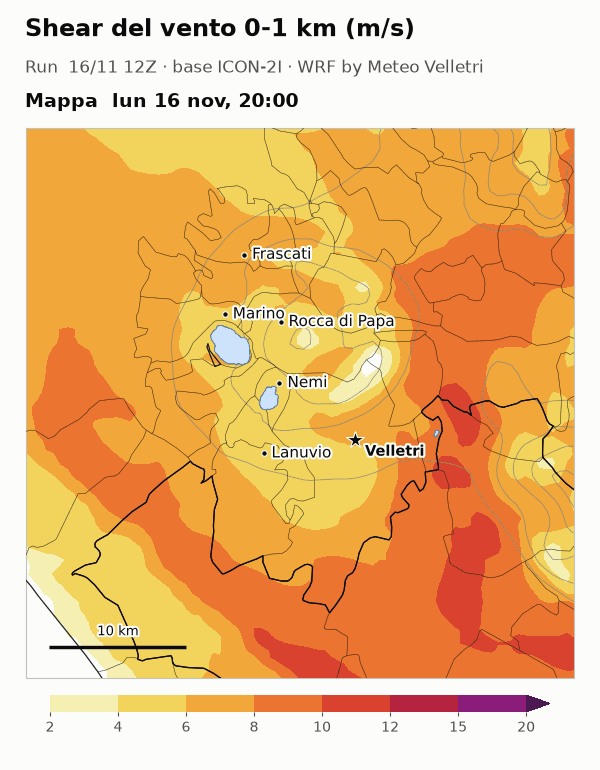 Shear del vento 0-1 km (m/s)
Run 16/11 12Z · base ICON-2I · WRF by Meteo Velletri
Mappa lun 16 nov, 20:00
Frascati
Marino
Rocca di Papa
Nemi
Velletri
Lanuvio
10 km
2 4 6 8 10 12 15 20